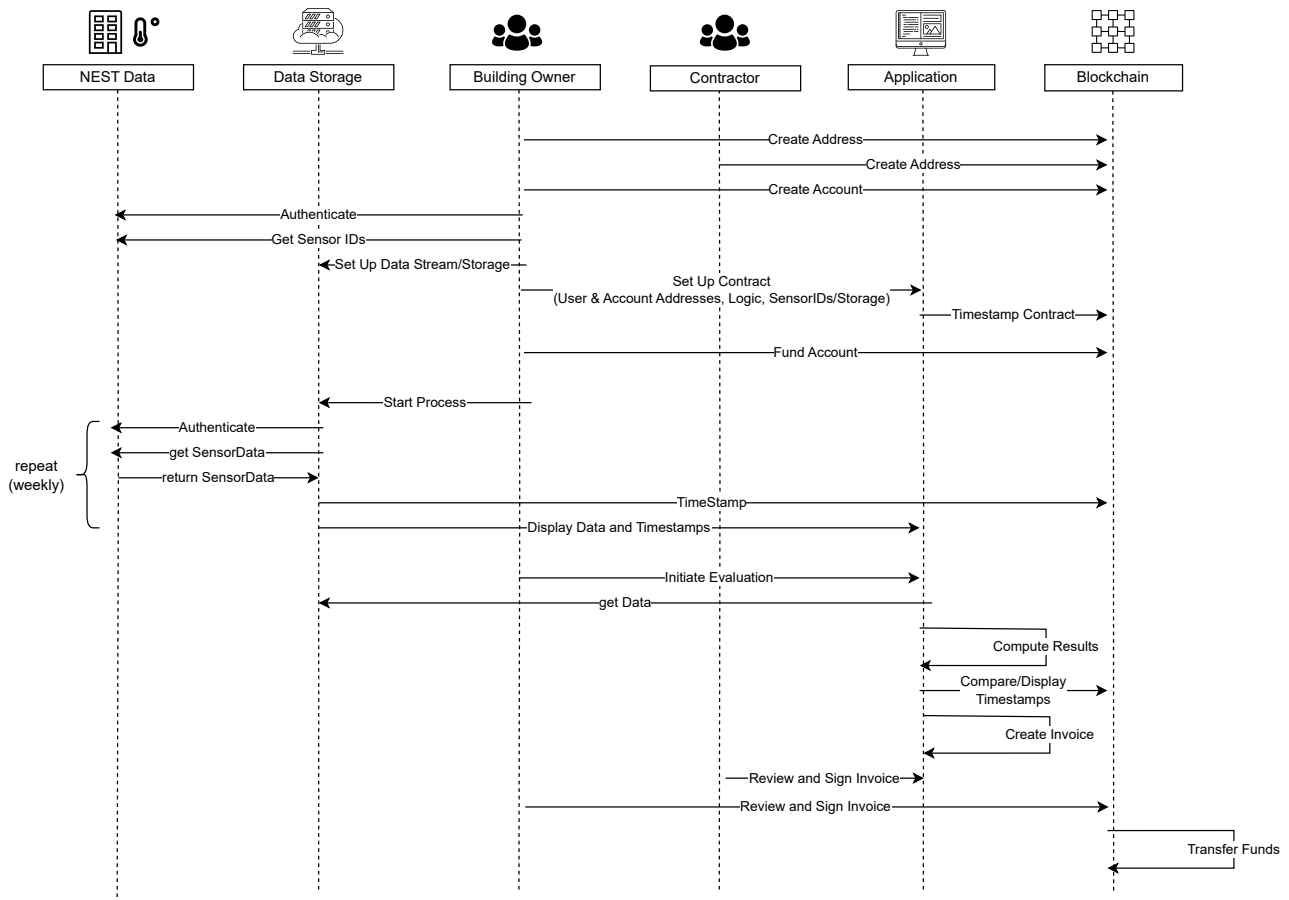 NEST Data
Data Storage
Building Owner
Contractor
Application
Blockchain
Create Address
Create Address
Create Account
Authenticate
Get Sensor IDs
Set Up Data Stream/Storage
Set Up Contract
(User & Account Addresses, Logic, SensorIDs/Storage)
Timestamp Contract
Fund Account
Start Process
Authenticate
get SensorData
repeat
(weekly)
return SensorData
TimeStamp
Display Data and Timestamps
Initiate Evaluation
get Data
Compute Results
Compare/Display
Timestamps
Create Invoice
Review and Sign Invoice
Review and Sign Invoice
Transfer Funds